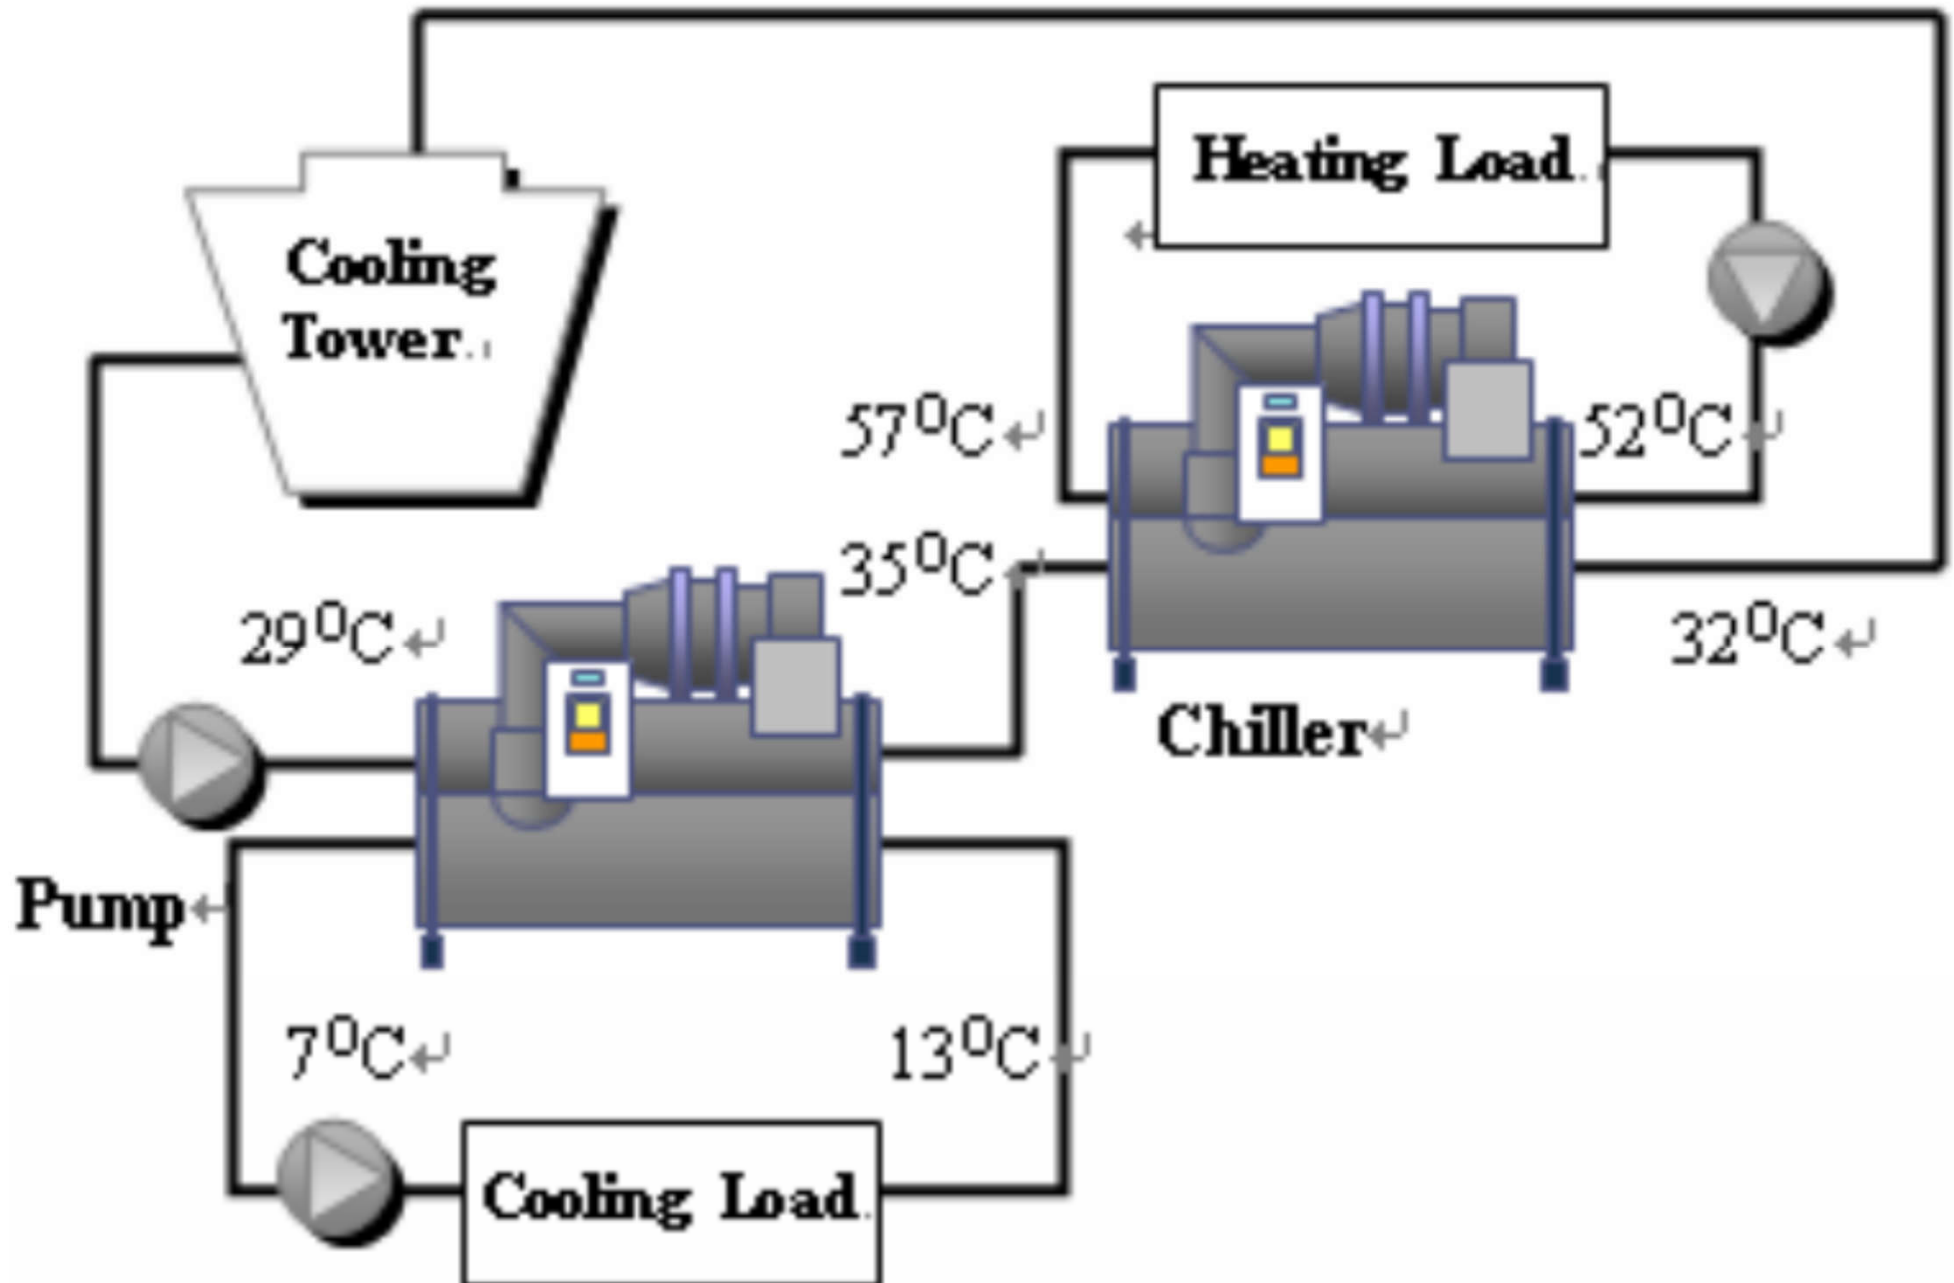 Heating Load
Cooling
Tower
57⁰C
52⁰C
35⁰C
29⁰C
32⁰C
Chiller
Pump
7⁰C
13⁰C
Cooling Load